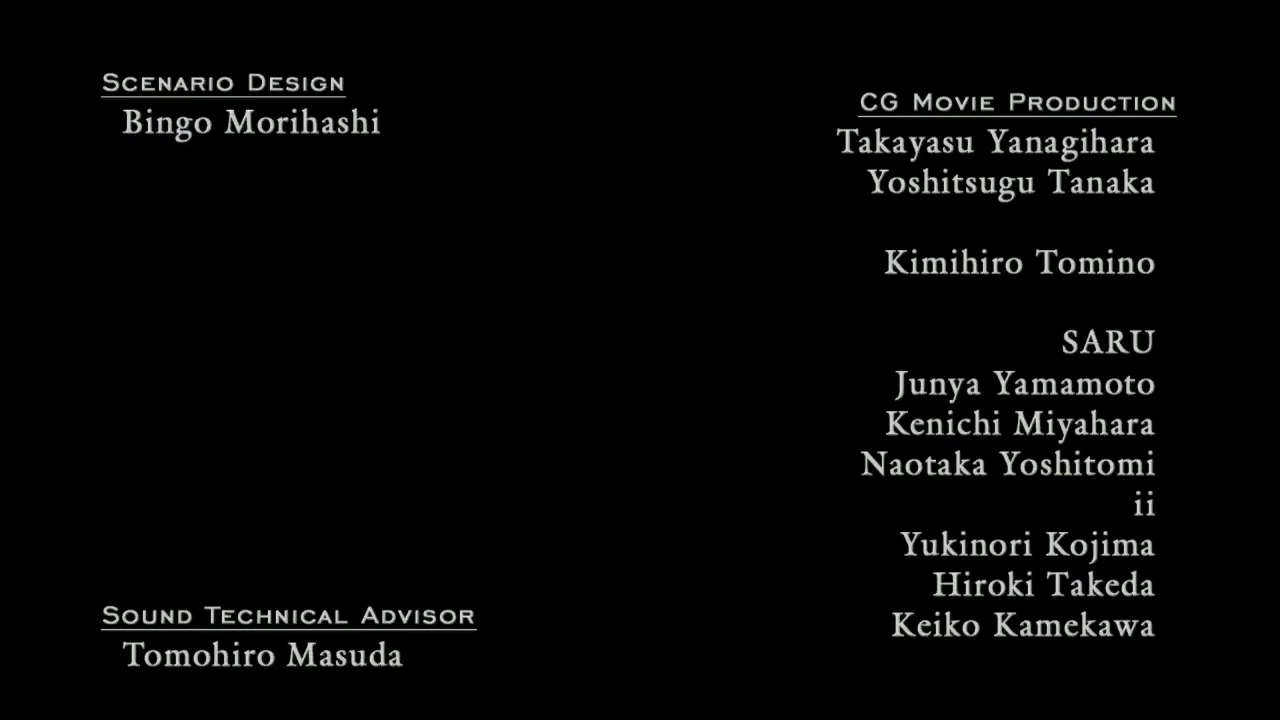 Scenario Design
Bingo Morihashi
Sound Technical Advisor
Tomohiro Masuda
CG Movie Production
Takayasu Yanagihara
Yoshitsugu Tanaka
Kimihiro Tomino
SARU
Junya Yamamoto
Kenichi Miyahara
Naotaka Yoshitomi
ii
Yukinori Kojima
Hiroki Takeda
Keiko Kamekawa